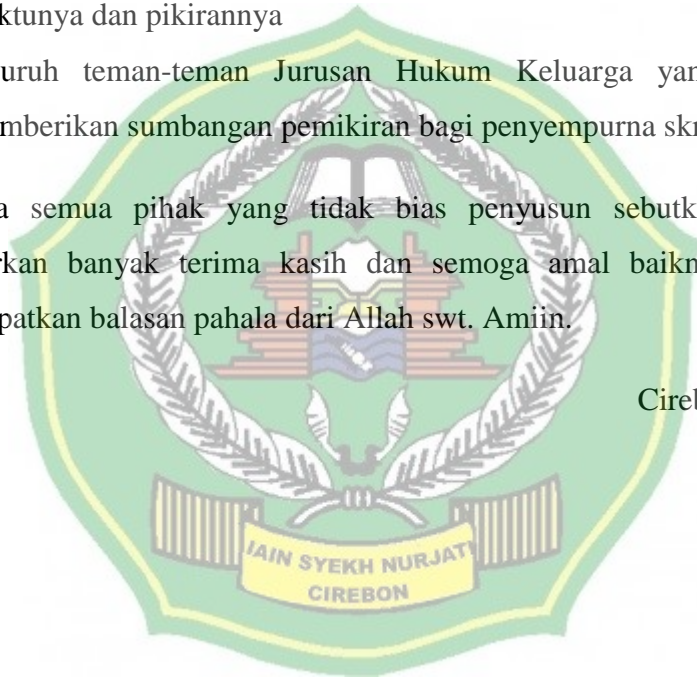 ktunya dan pikirannya
uruh teman-teman Jurusan Hukum Keluarga yan
mberikan sumbangan pemikiran bagi penyempurna skr
a semua pihak yang tidak bias penyusun sebutk
rkan banyak terima kasih dan semoga amal baikn
patkan balasan pahala dari Allah swt. Amiin.
Cireb
IAIN SYEKH NURJATI
CIREBON